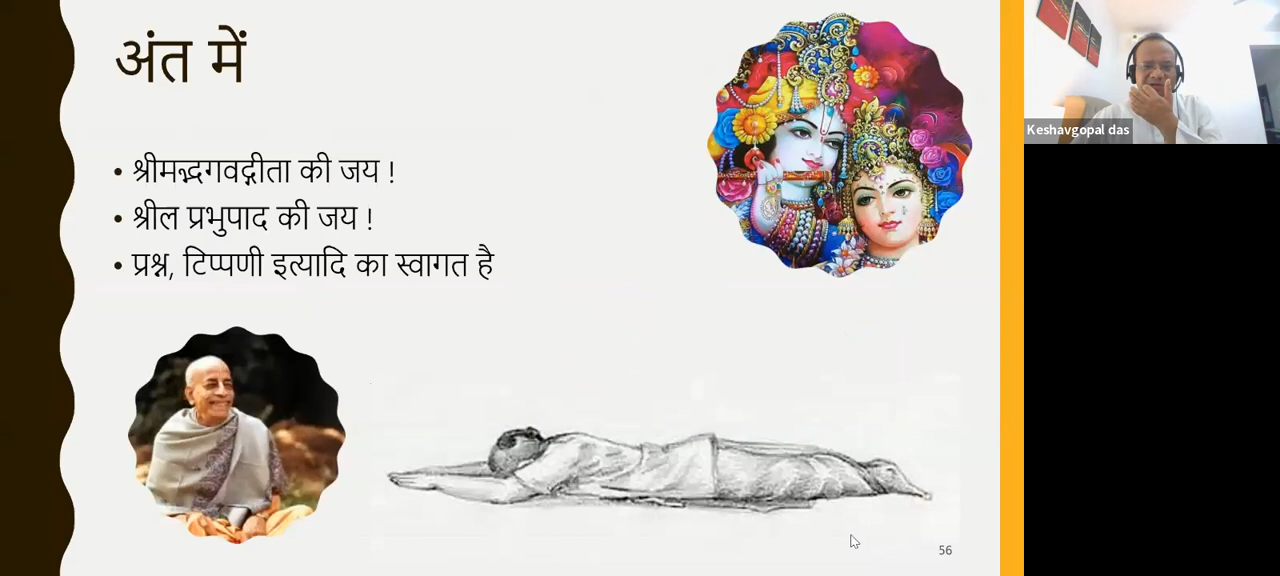 अंत में
• श्रीमद्भगवद्गीता की जय !
• श्रील प्रभुपाद की जय !
• प्रश्न, टिप्पणी इत्यादि का स्वागत है
Keshavgopal das
56